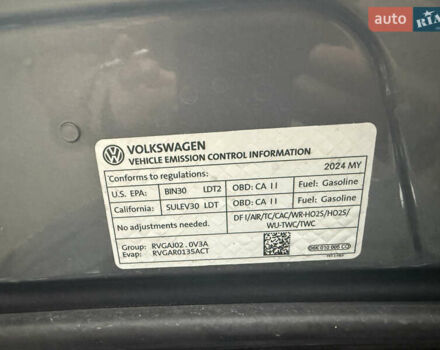 auto RIA
VOLKSWAGEN
VEHICLE EMISSION CONTROL INFORMATION
Conforms to regulations: 2024 MY
U.S. EPA: BIN30 LDT2 OBD: CA II Fuel: Gasoline
California: SULEV30 LDT OBD: CA II Fuel: Gasoline
No adjustments needed. DFI/AIR/TC/CAC/WR-HO2S/HO2S/
WU-TWC/TWC
Group: RVGAJ02.0V3A
Evap: RVGAR0135ACT